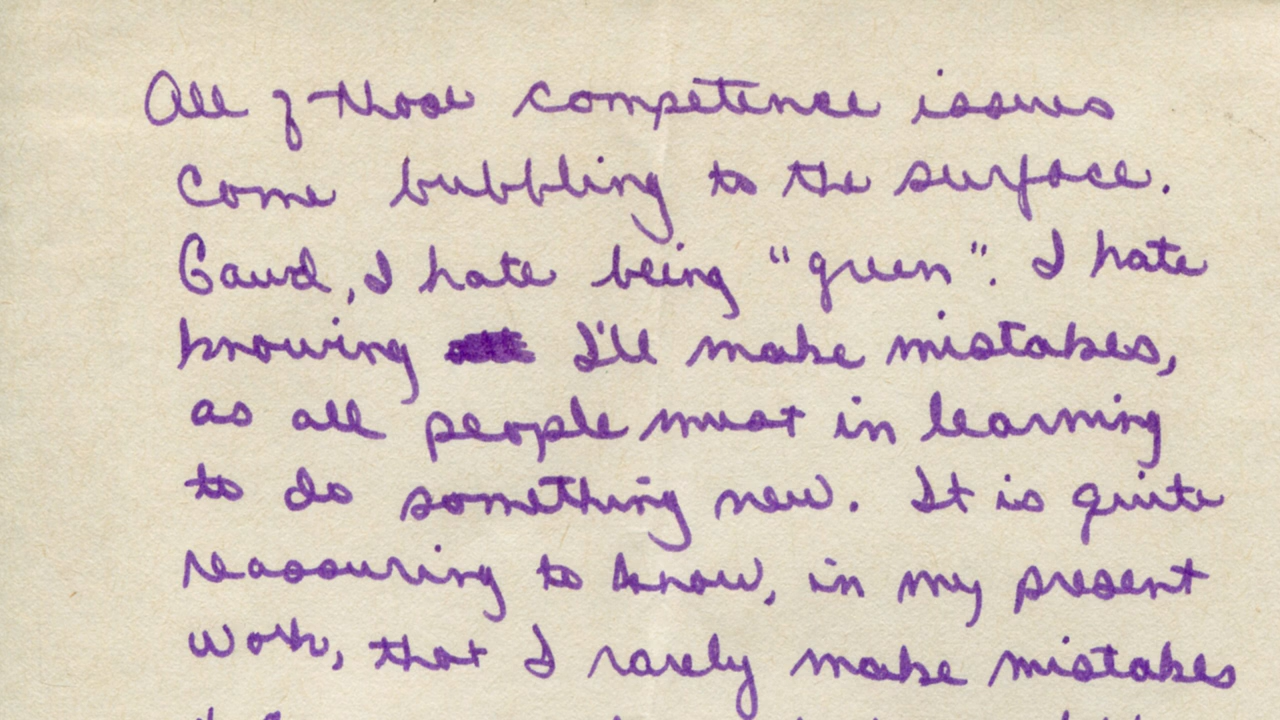 All of those competence issues
come bubbling to the surface.
Gawd, I hate being "green". I hate
knowing I'll make mistakes,
as all people must in learning
to do something new. It is quite
reassuring to know, in my present
work, that I rarely make mistakes